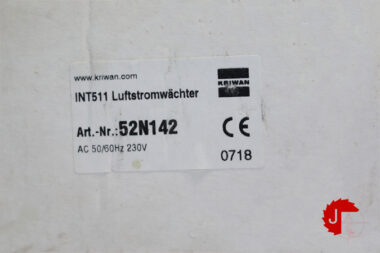 www.kriwan.com
KRIWAN
INT511 Luftstromwächter
Art.-Nr.:52N142
CE
AC 50/60Hz 230V
0718
J